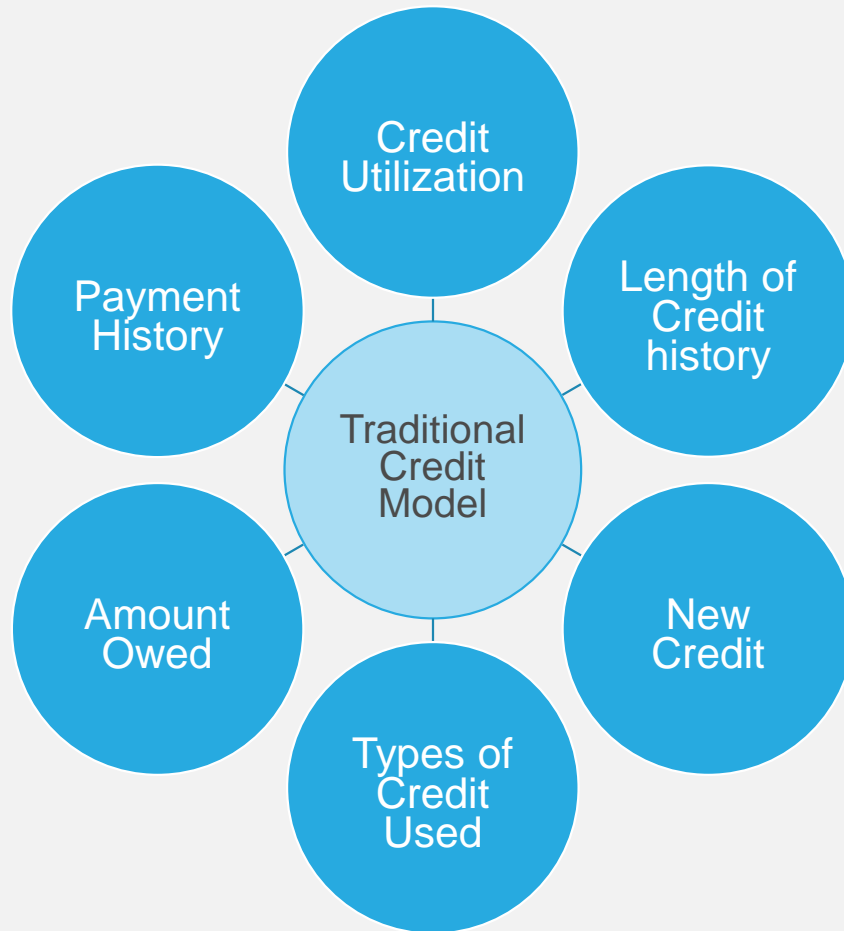 Credit
Utilization
Payment
History
Length of
Credit
history
Traditional
Credit
Model
Amount
Owed
New
Credit
Types of
Credit
Used